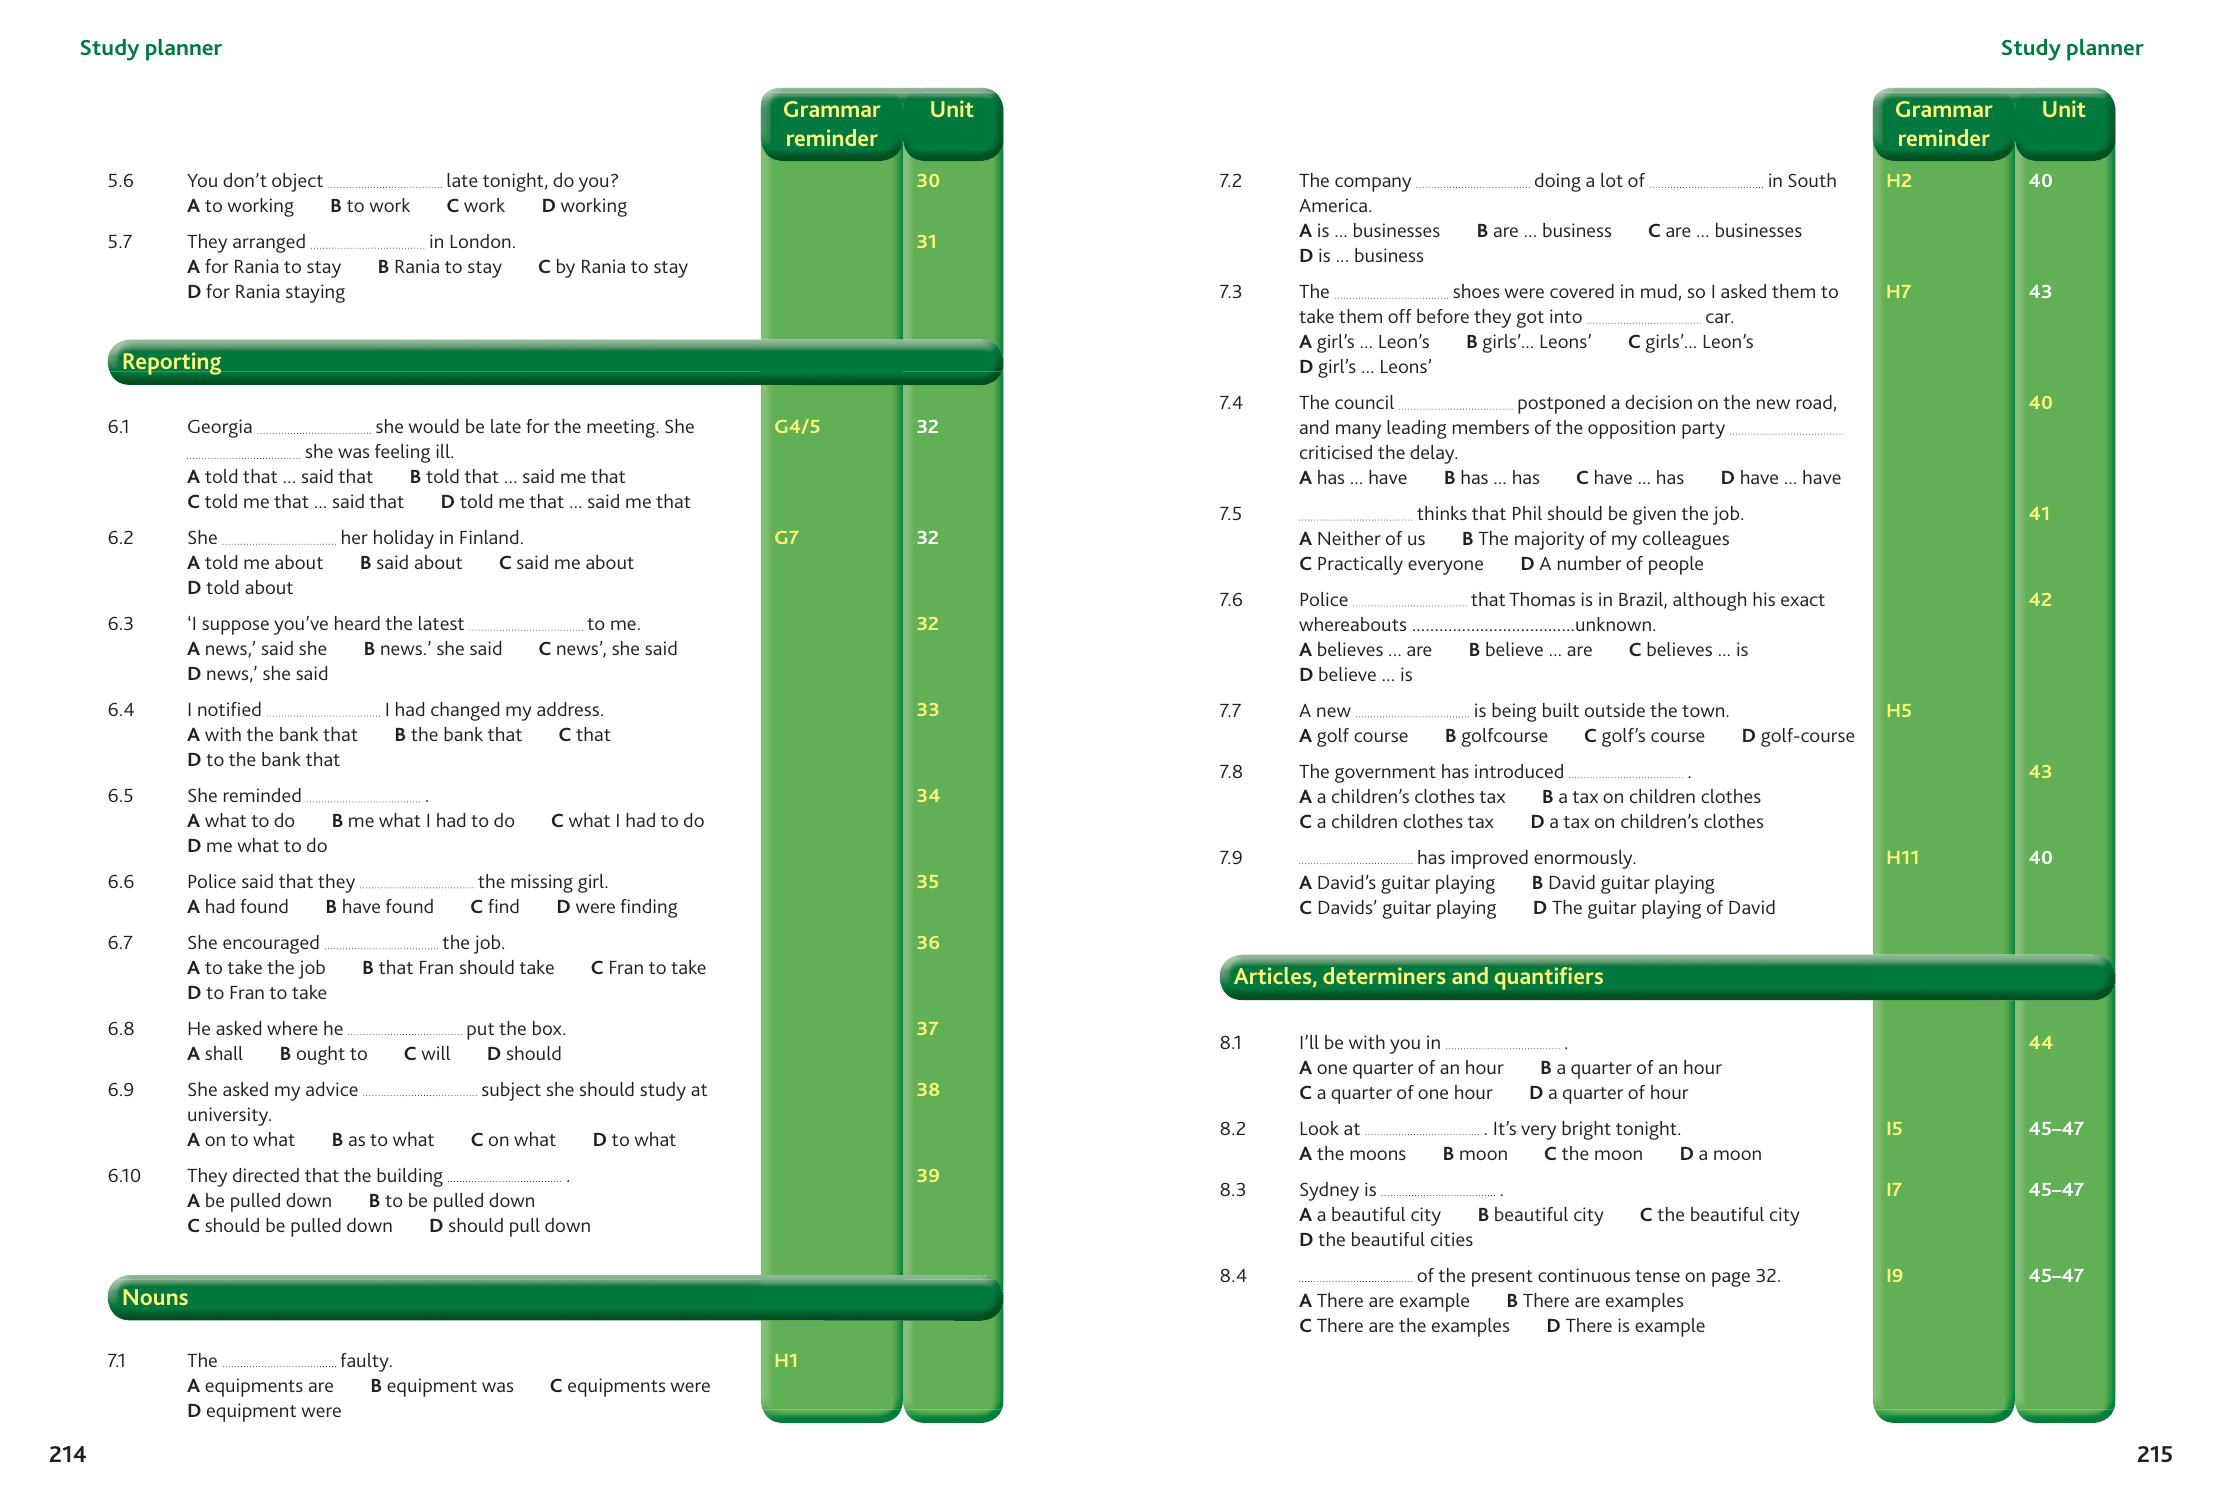 Study planner
Grammar reminder Unit
5.6 You don’t object ............ late tonight, do you? 30
A to working B to work C work D working
5.7 They arranged ............ in London. 31
A for Rania to stay B Rania to stay C by Rania to stay
D for Rania staying
Reporting
6.1 Georgia ............ she would be late for the meeting. She G4/5 32
............ she was feeling ill.
A told that ... said that B told that ... said me that
C told me that ... said that D told me that ... said me that
6.2 She ............ her holiday in Finland. G7 32
A told me about B said about C said me about
D told about
6.3 ‘I suppose you’ve heard the latest ............ to me. 32
A news,’ said she B news.’ she said C news’, she said
D news,’ she said
6.4 I notified ............ I had changed my address. 33
A with the bank that B the bank that C that
D to the bank that
6.5 She reminded ............ . 34
A what to do B me what I had to do C what I had to do
D me what to do
6.6 Police said that they ............ the missing girl. 35
A had found B have found C find D were finding
6.7 She encouraged ............ the job. 36
A to take the job B that Fran should take C Fran to take
D to Fran to take
6.8 He asked where he ............ put the box. 37
A shall B ought to C will D should
6.9 She asked my advice ............ subject she should study at 38
university.
A on to what B as to what C on what D to what
6.10 They directed that the building ............ . 39
A be pulled down B to be pulled down
C should be pulled down D should pull down
Nouns
7.1 The ............ faulty. H1
A equipments are B equipment was C equipments were
D equipment were
214
Study planner
Grammar reminder Unit
7.2 The company ............ doing a lot of ............ in South H2 40
America.
A is ... businesses B are ... business C are ... businesses
D is ... business
7.3 The ............ shoes were covered in mud, so I asked them to H7 43
take them off before they got into ............ car.
A girl’s ... Leon’s B girls’... Leons’ C girls’... Leon’s
D girl’s ... Leons’
7.4 The council ............ postponed a decision on the new road, 40
and many leading members of the opposition party ............
criticised the delay.
A has ... have B has ... has C have ... has D have ... have
7.5 ............ thinks that Phil should be given the job. 41
A Neither of us B The majority of my colleagues
C Practically everyone D A number of people
7.6 Police ............ that Thomas is in Brazil, although his exact 42
whereabouts ....................................unknown.
A believes ... are B believe ... are C believes ... is
D believe ... is
7.7 A new ............ is being built outside the town. H5
A golf course B golfcourse C golf’s course D golf-course
7.8 The government has introduced ............ . 43
A a children’s clothes tax B a tax on children clothes
C a children clothes tax D a tax on children’s clothes
7.9 ............ has improved enormously. H11 40
A David’s guitar playing B David guitar playing
C Davids’ guitar playing D The guitar playing of David
Articles, determiners and quantifiers
8.1 I’ll be with you in ............ . 44
A one quarter of an hour B a quarter of an hour
C a quarter of one hour D a quarter of hour
8.2 Look at ............ . It’s very bright tonight. I5 45–47
A the moons B moon C the moon D a moon
8.3 Sydney is ............ . I7 45–47
A a beautiful city B beautiful city C the beautiful city
D the beautiful cities
8.4 ............ of the present continuous tense on page 32. I9 45–47
A There are example B There are examples
C There are the examples D There is example
215